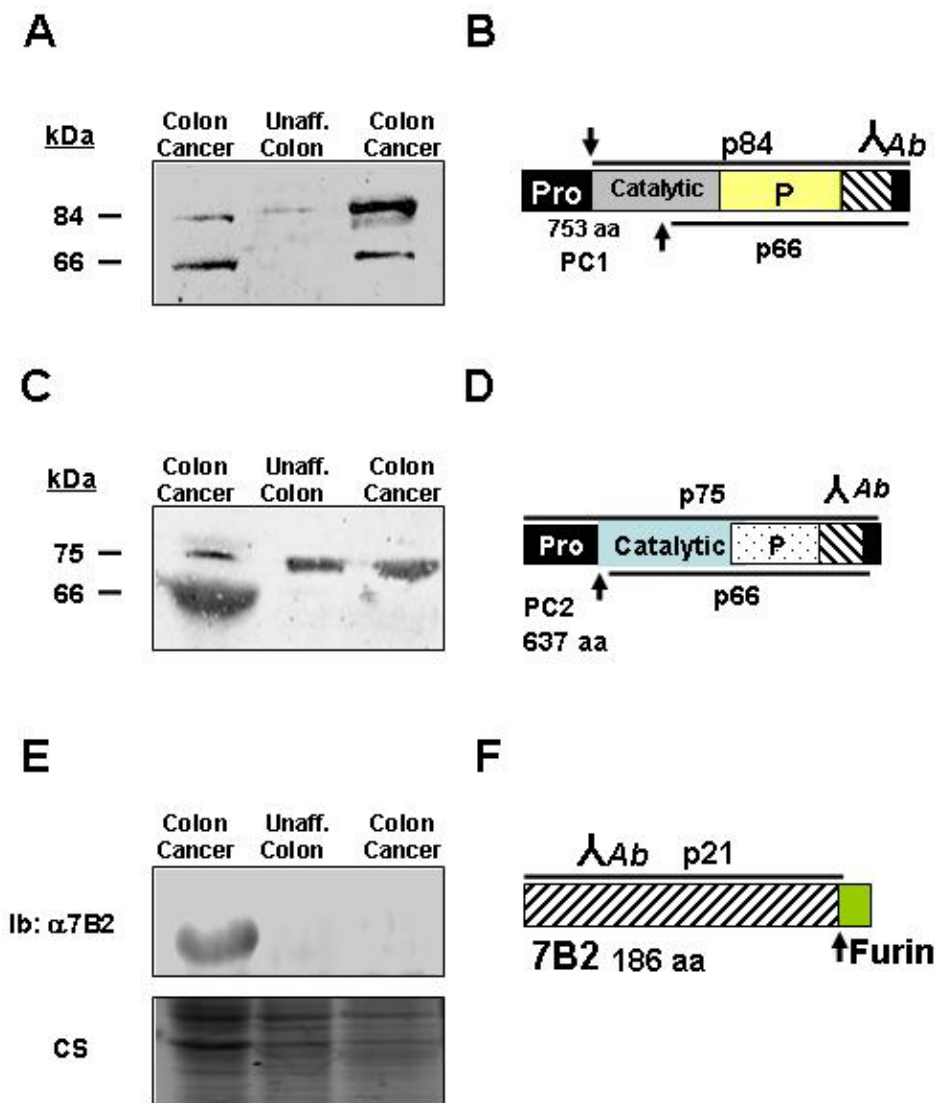 A
kDa
Colon Cancer
Unaff. Colon
Colon Cancer
84
66
B
p84
Ab
Pro
Catalytic
P
753 aa
PC1
p66
C
kDa
Colon Cancer
Unaff. Colon
Colon Cancer
75
66
D
p75
Ab
Pro
Catalytic
P
p66
PC2
637 aa
E
Colon Cancer
Unaff. Colon
Colon Cancer
Ib: α7B2
CS
F
Ab
p21
7B2 186 aa
Furin